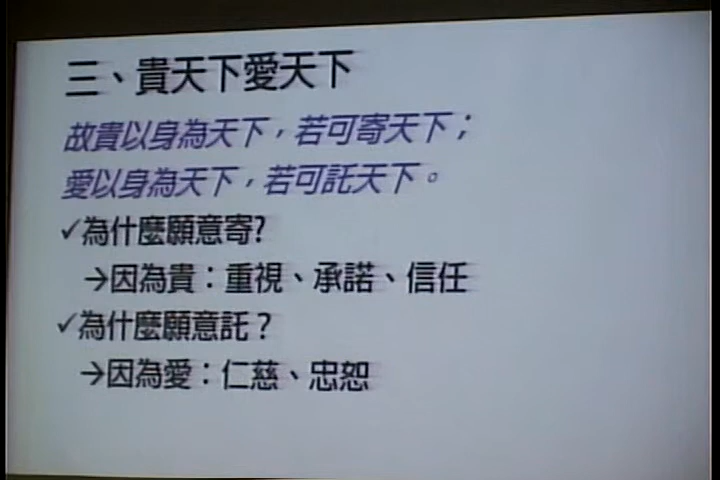 三、貴天下愛天下
故貴以身為天下，若可寄天下；
愛以身為天下，若可託天下。
✓為什麼願意寄?
→因為貴：重視、承諾、信任
✓為什麼願意託？
→因為愛：仁慈、忠恕